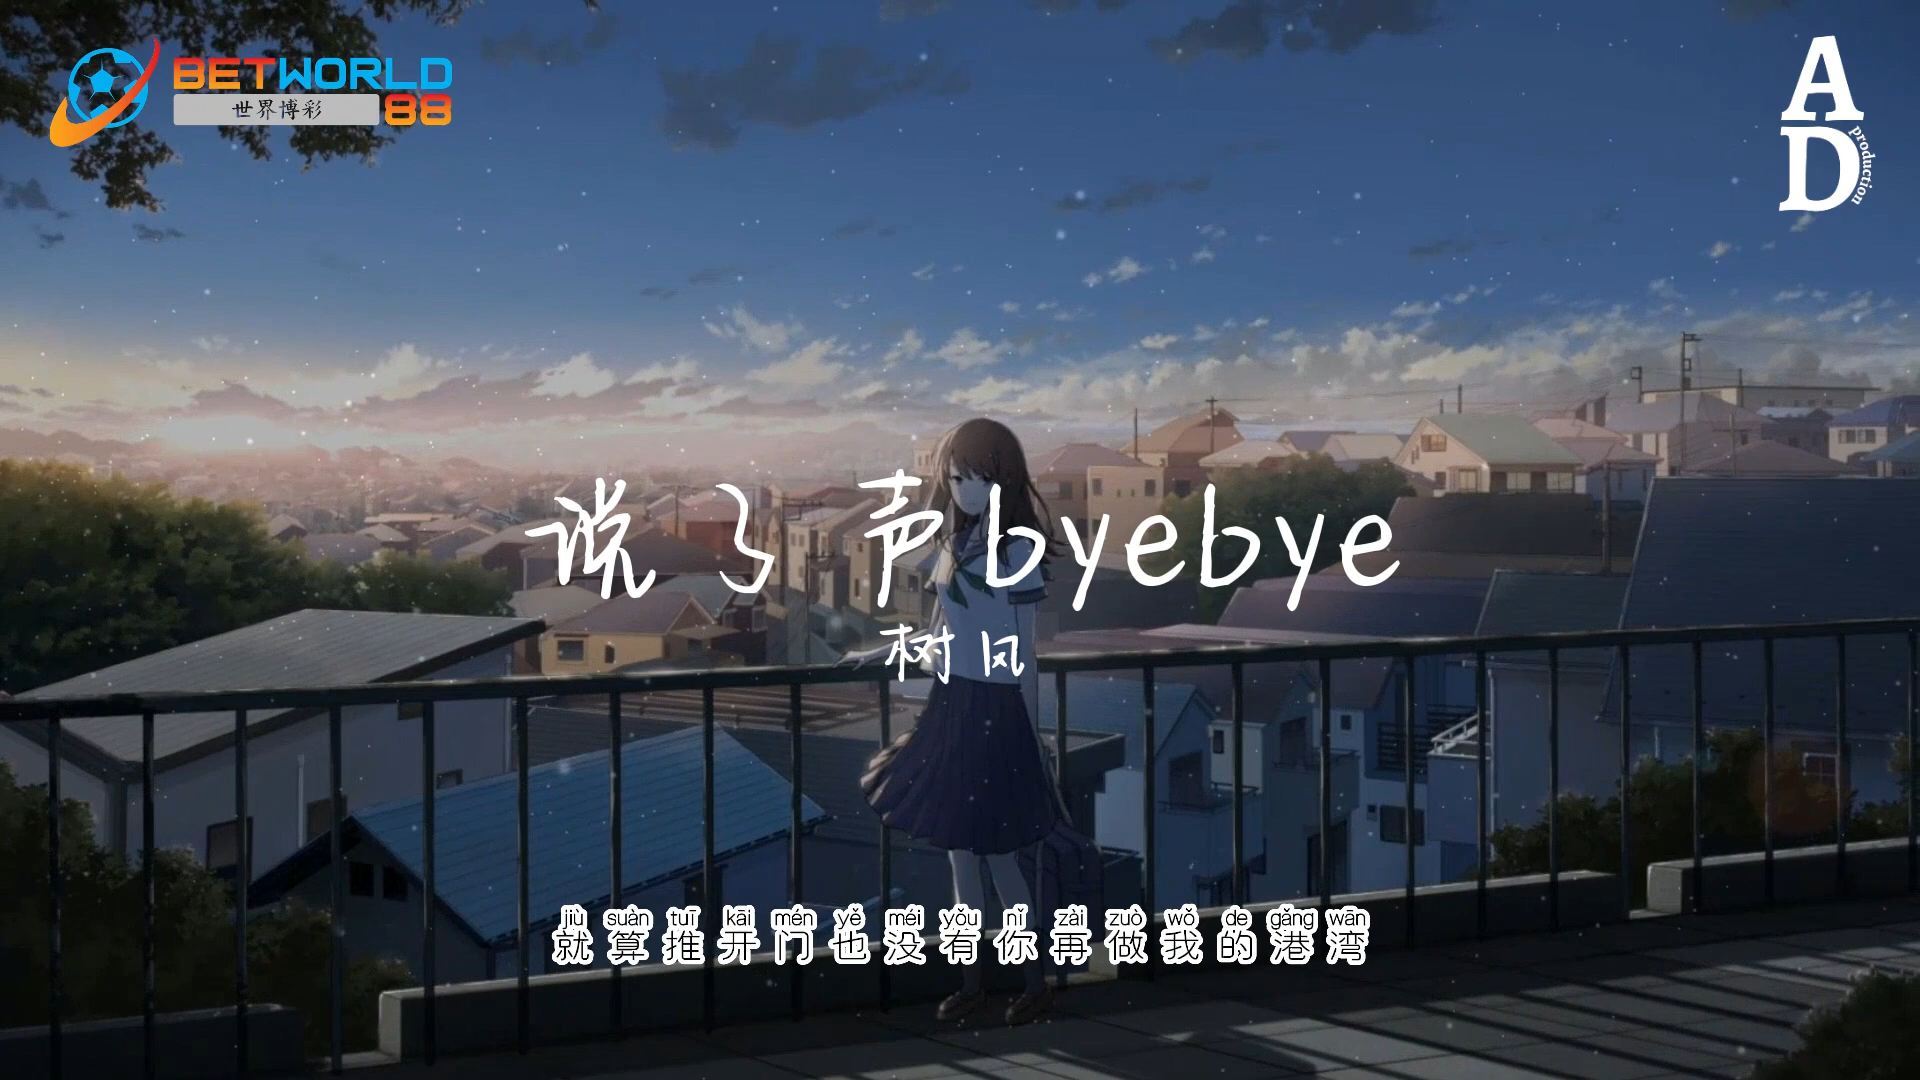 BETWORLD
世界博彩 88
AD
production
说了声byebye
树风
jiù suàn tuī kāi mén yě méi yǒu nǐ zài zuò wǒ de gǎng wān
就算推开门也没有你再做我的港湾